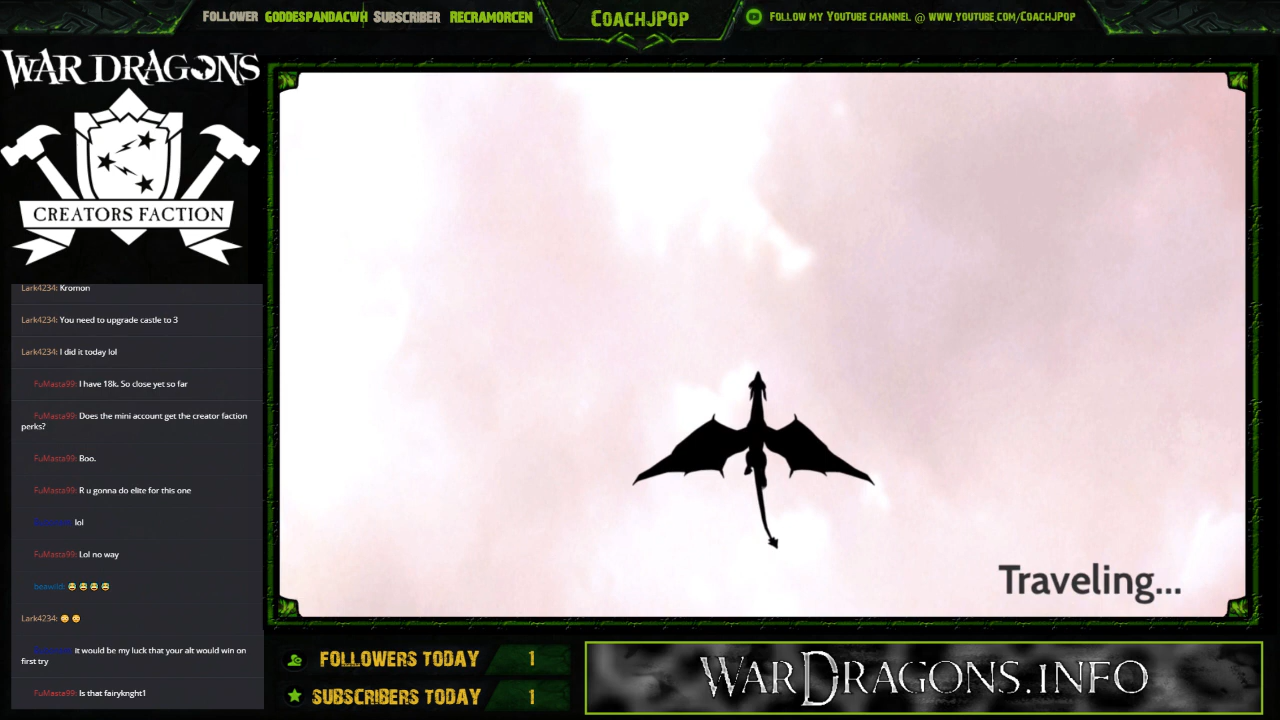 FOLLOWER GODDESPANDACWH SUBSCRIBER RECRAMORCEN
COACHJPOP
FOLLOW MY YOUTUBE CHANNEL @ WWW.YOUTUBE.COM/COACHJPOP
WAR DRAGONS
CREATORS FACTION
Lark4234: Kromon
Lark4234: You need to upgrade castle to 3
Lark4234: I did it today lol
FuMasta99: I have 18k. So close yet so far
FuMasta99: Does the mini account get the creator faction
perks?
FuMasta99: Boo.
FuMasta99: R u gonna do elite for this one
lol
FuMasta99: Lol no way
beawild: 😂 😂 😂 😂
Lark4234: 😊 😊
it would be my luck that your alt would win on
first try
FuMasta99: Is that fairyknght1
Traveling...
FOLLOWERS TODAY 1
SUBSCRIBERS TODAY 1
WARDRAGONS.INFO